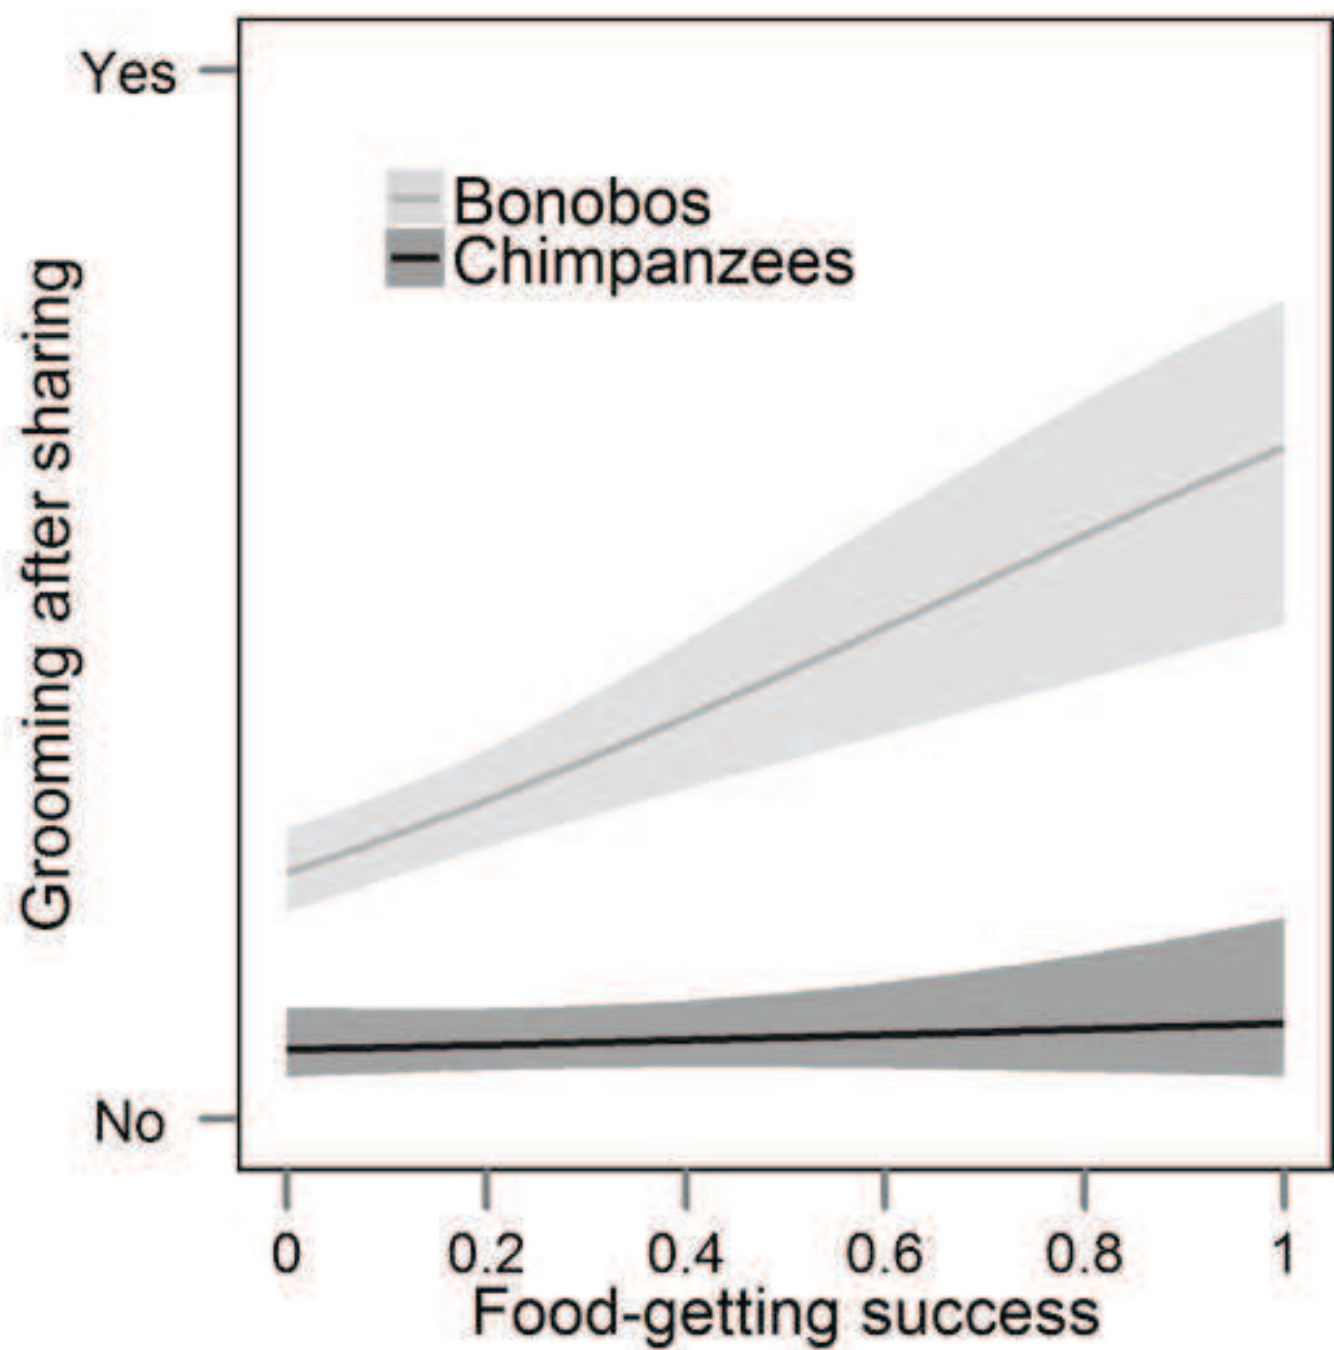 Yes
Bonobos
Chimpanzees
Grooming after sharing
No
0 0.2 0.4 0.6 0.8 1
Food-getting success